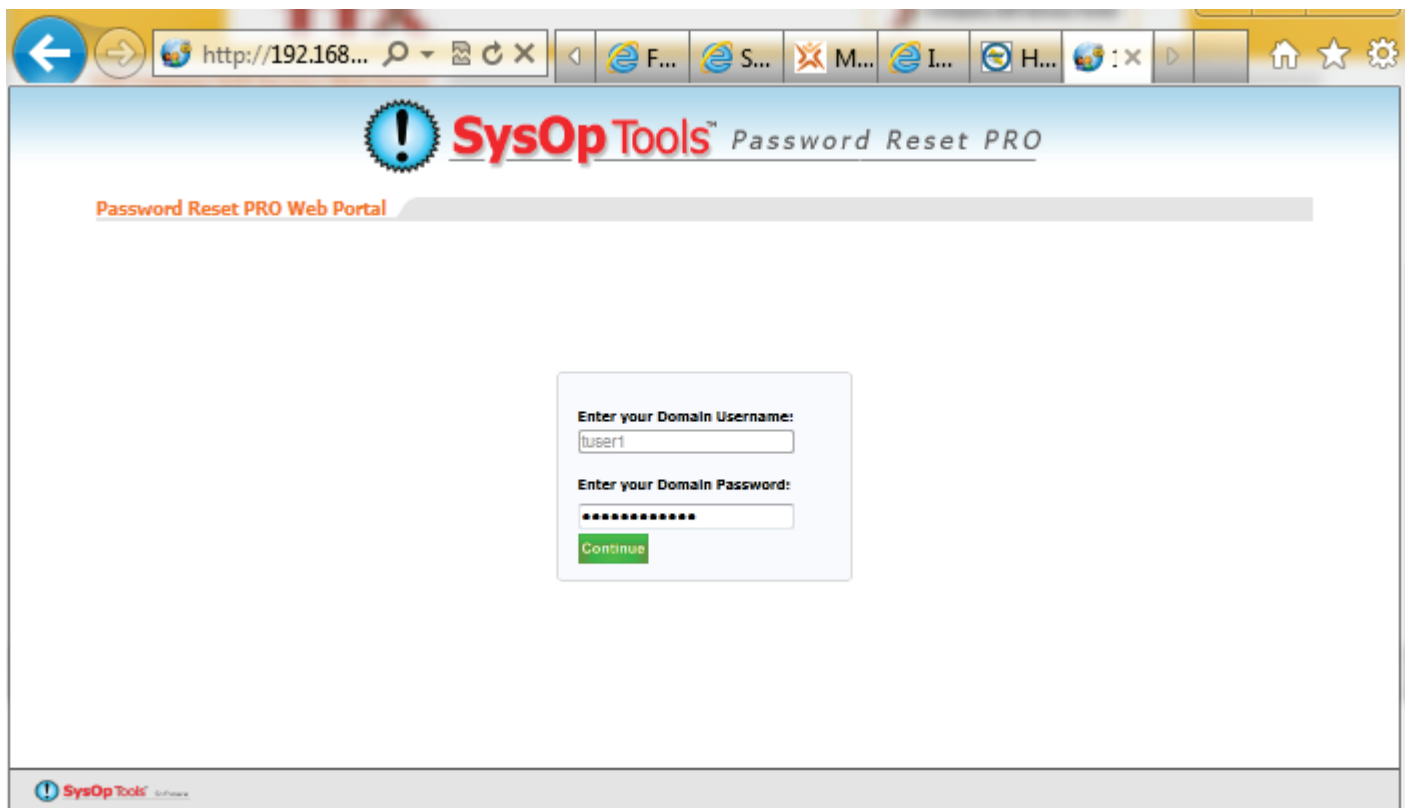 http://192.168... F... S... M... I... H...
SysOp Tools™ Password Reset PRO
Password Reset PRO Web Portal
Enter your Domain Username:
tuser1
Enter your Domain Password:
••••••••••••
Continue
SysOp Tools